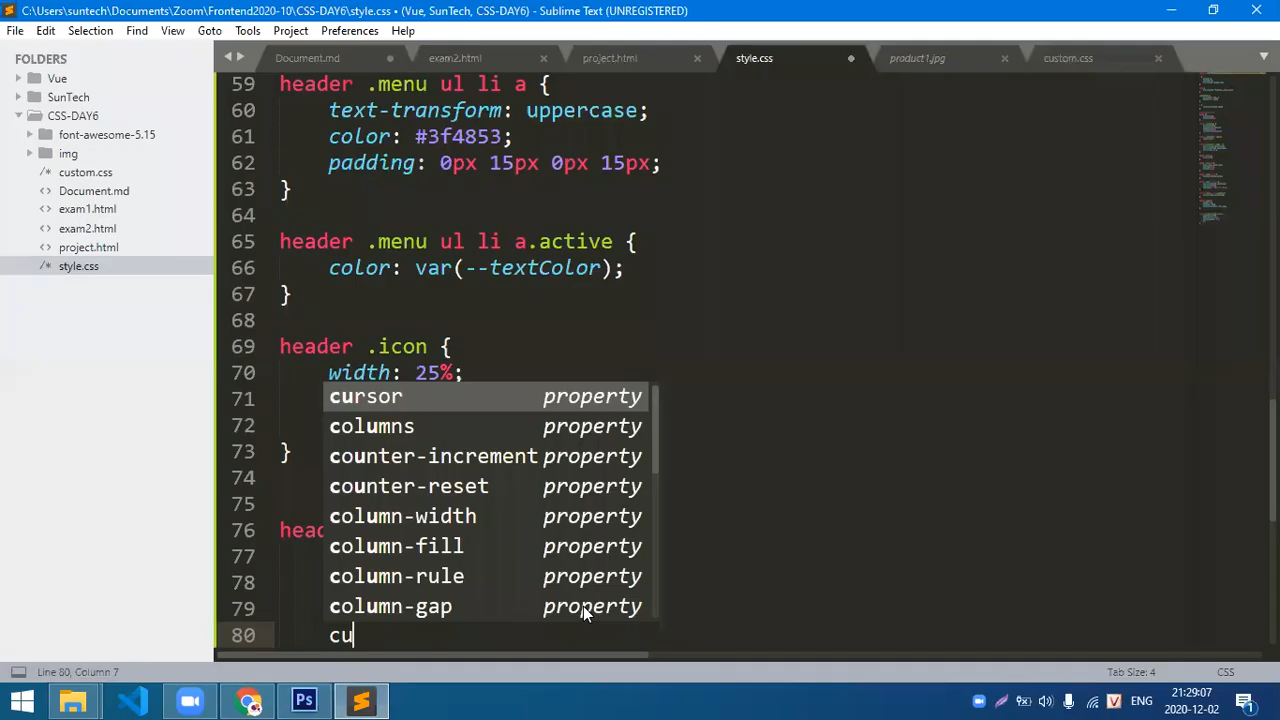 C:\Users\suntech\Documents\Zoom\Frontend2020-10\CSS-DAY6\style.css • (Vue, SunTech, CSS-DAY6) - Sublime Text (UNREGISTERED)
File Edit Selection Find View Goto Tools Project Preferences Help
FOLDERS
Vue
SunTech
CSS-DAY6
font-awesome-5.15
img
custom.css
Document.md
exam1.html
exam2.html
project.html
style.css
Document.md exam2.html project.html style.css product1.jpg custom.css
59 header .menu ul li a {
60 text-transform: uppercase;
61 color: #3f4853;
62 padding: 0px 15px 0px 15px;
63 }
64
65 header .menu ul li a.active {
66 color: var(--textColor);
67 }
68
69 header .icon {
70 width: 25%;
71
72
73 }
74
75
76 head
77
78
79
80 cu
cursor property
columns property
counter-increment property
counter-reset property
column-width property
column-fill property
column-rule property
column-gap property
Line 80, Column 7 Tab Size: 4 CSS
Ps
V
ENG
21:29:07
2020-12-02
1